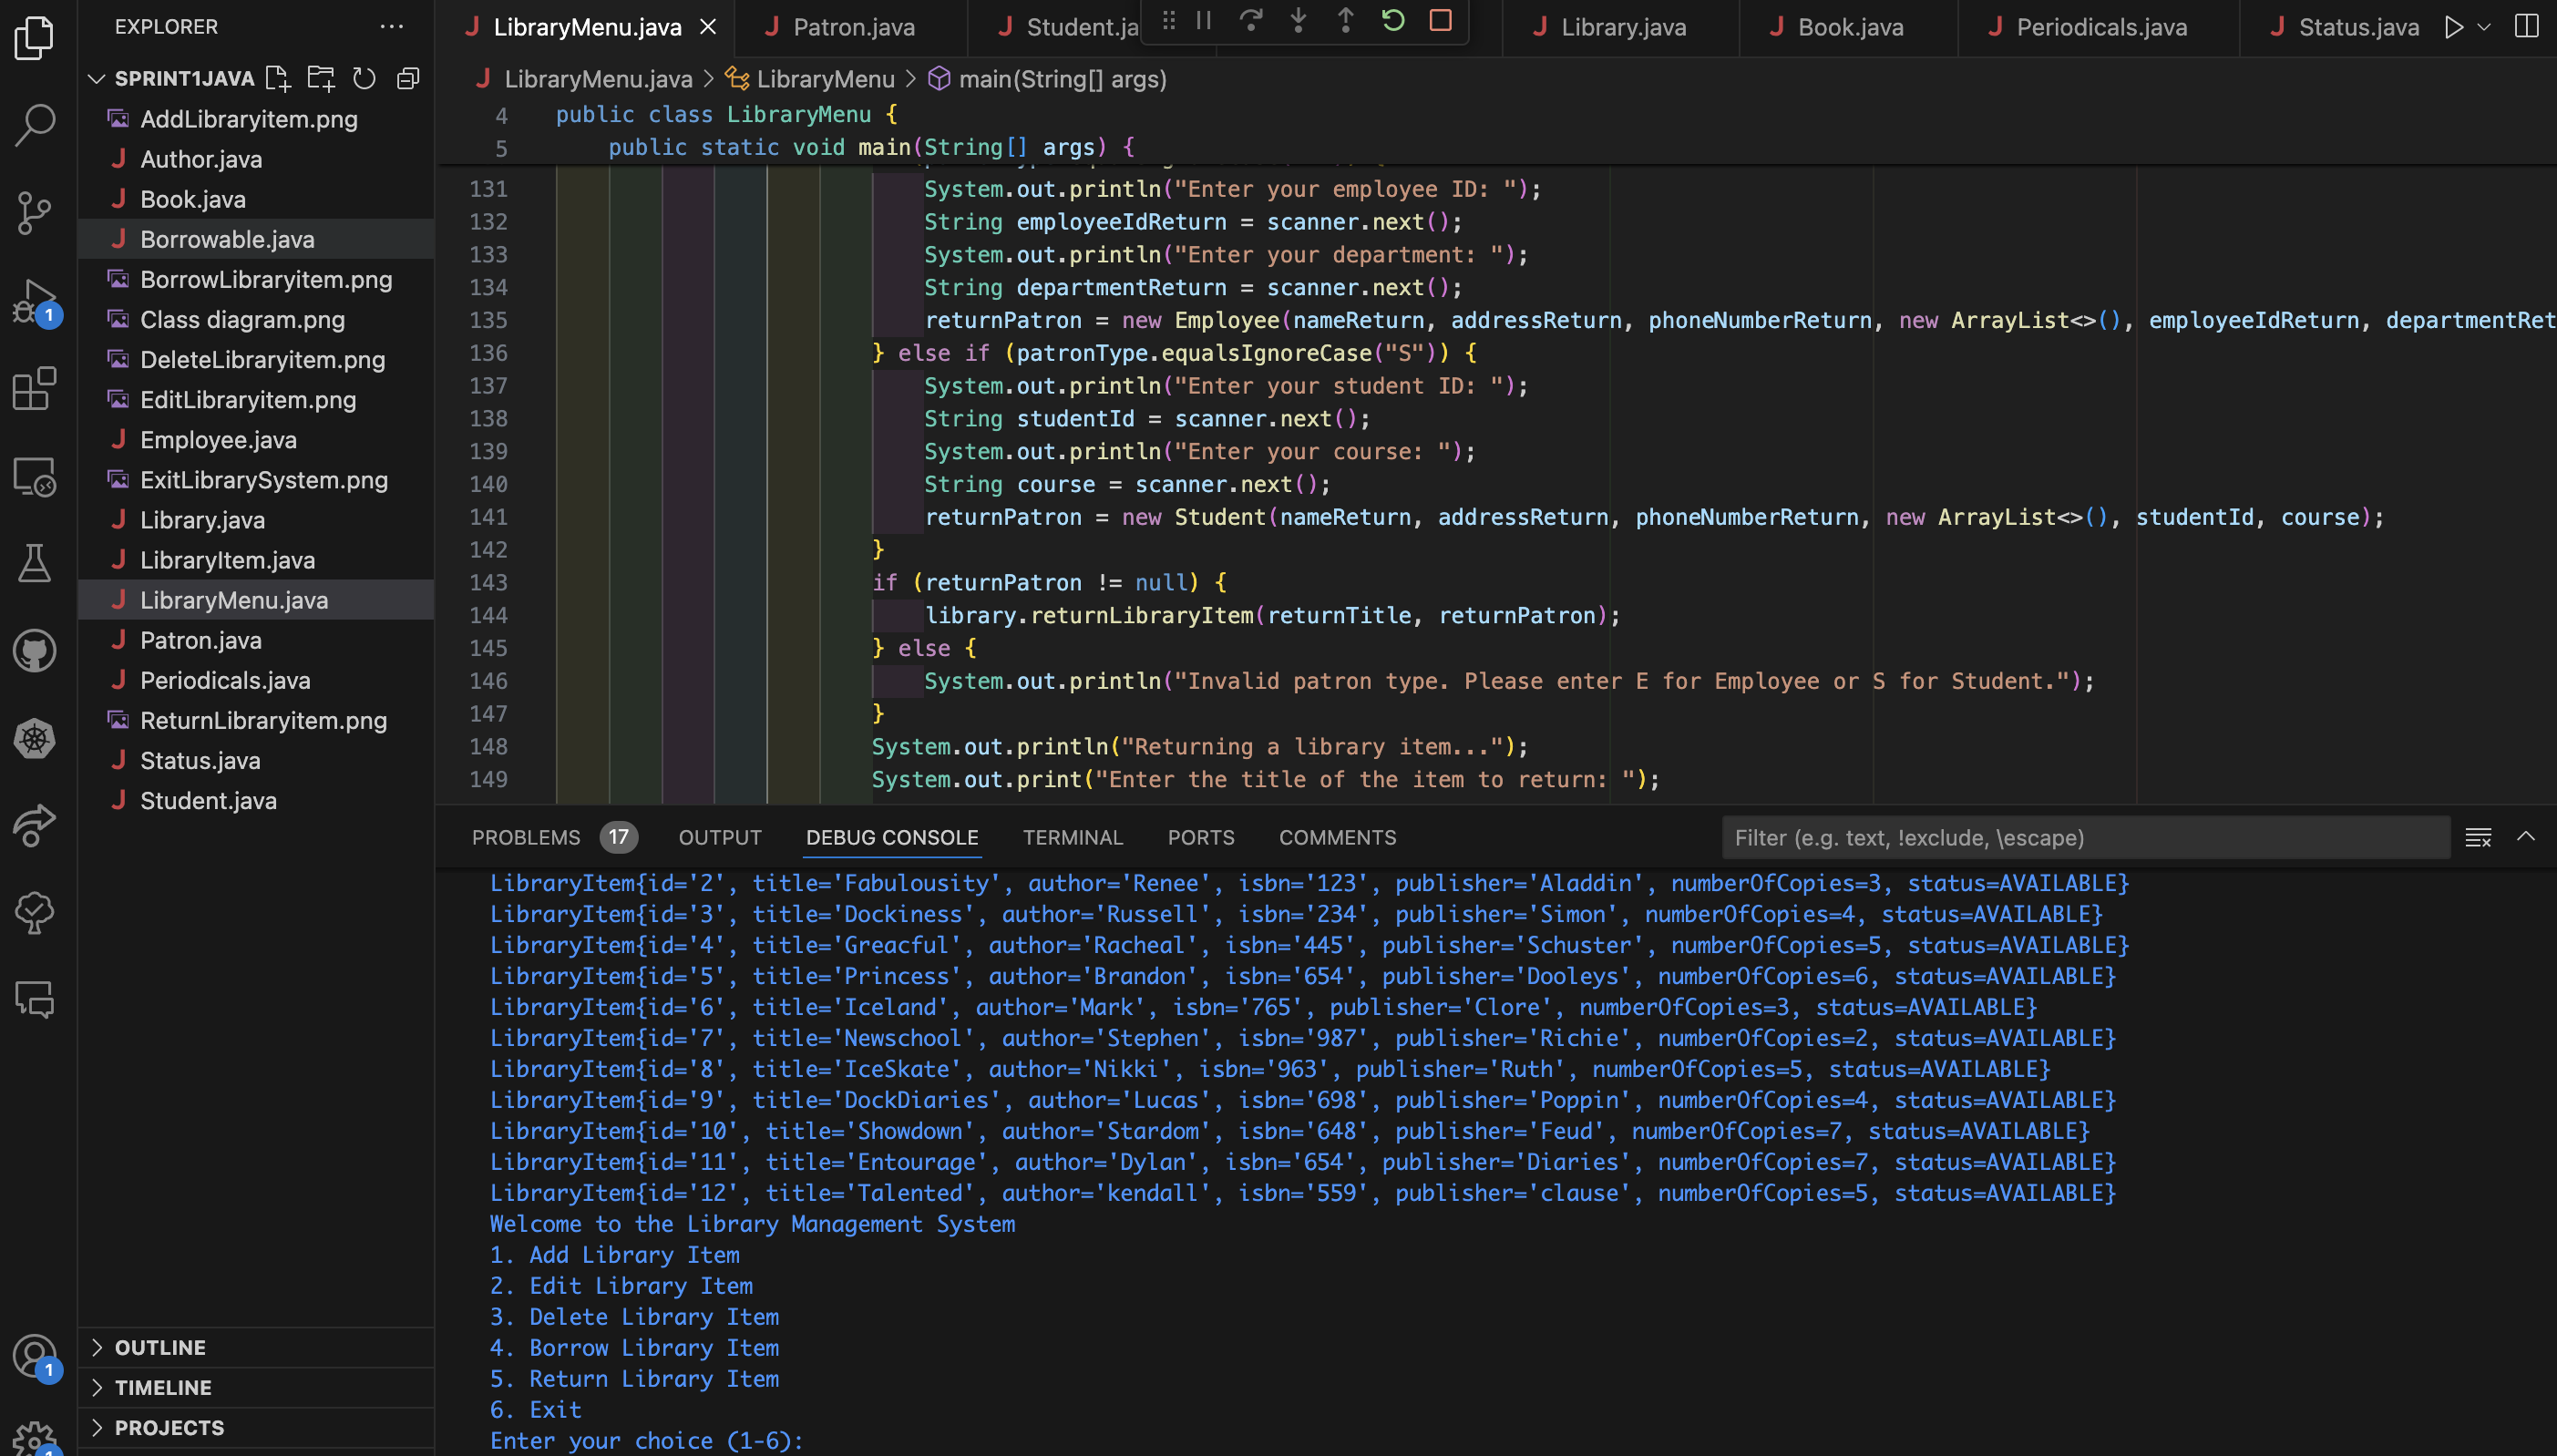 EXPLORER
SPRINT1JAVA
AddLibraryitem.png
Author.java
Book.java
Borrowable.java
BorrowLibraryitem.png
Class diagram.png
DeleteLibraryitem.png
EditLibraryitem.png
Employee.java
ExitLibrarySystem.png
Library.java
LibraryItem.java
LibraryMenu.java
Patron.java
Periodicals.java
ReturnLibraryitem.png
Status.java
Student.java
OUTLINE
TIMELINE
PROJECTS
1
1
1
LibraryMenu.java
Patron.java
Student.ja
Library.java
Book.java
Periodicals.java
Status.java
LibraryMenu.java > LibraryMenu > main(String[] args)
4 public class LibraryMenu {
5 public static void main(String[] args) {
131 System.out.println("Enter your employee ID: ");
132 String employeeIdReturn = scanner.next();
133 System.out.println("Enter your department: ");
134 String departmentReturn = scanner.next();
135 returnPatron = new Employee(nameReturn, addressReturn, phoneNumberReturn, new ArrayList<>(), employeeIdReturn, departmentRet
136 } else if (patronType.equalsIgnoreCase("S")) {
137 System.out.println("Enter your student ID: ");
138 String studentId = scanner.next();
139 System.out.println("Enter your course: ");
140 String course = scanner.next();
141 returnPatron = new Student(nameReturn, addressReturn, phoneNumberReturn, new ArrayList<>(), studentId, course);
142 }
143 if (returnPatron != null) {
144 library.returnLibraryItem(returnTitle, returnPatron);
145 } else {
146 System.out.println("Invalid patron type. Please enter E for Employee or S for Student.");
147 }
148 System.out.println("Returning a library item...");
149 System.out.print("Enter the title of the item to return: ");
PROBLEMS 17 OUTPUT DEBUG CONSOLE TERMINAL PORTS COMMENTS Filter (e.g. text, !exclude, \escape)
LibraryItem{id='2', title='Fabulousity', author='Renee', isbn='123', publisher='Aladdin', numberOfCopies=3, status=AVAILABLE}
LibraryItem{id='3', title='Dockiness', author='Russell', isbn='234', publisher='Simon', numberOfCopies=4, status=AVAILABLE}
LibraryItem{id='4', title='Greacful', author='Racheal', isbn='445', publisher='Schuster', numberOfCopies=5, status=AVAILABLE}
LibraryItem{id='5', title='Princess', author='Brandon', isbn='654', publisher='Dooleys', numberOfCopies=6, status=AVAILABLE}
LibraryItem{id='6', title='Iceland', author='Mark', isbn='765', publisher='Clore', numberOfCopies=3, status=AVAILABLE}
LibraryItem{id='7', title='Newschool', author='Stephen', isbn='987', publisher='Richie', numberOfCopies=2, status=AVAILABLE}
LibraryItem{id='8', title='IceSkate', author='Nikki', isbn='963', publisher='Ruth', numberOfCopies=5, status=AVAILABLE}
LibraryItem{id='9', title='DockDiaries', author='Lucas', isbn='698', publisher='Poppin', numberOfCopies=4, status=AVAILABLE}
LibraryItem{id='10', title='Showdown', author='Stardom', isbn='648', publisher='Feud', numberOfCopies=7, status=AVAILABLE}
LibraryItem{id='11', title='Entourage', author='Dylan', isbn='654', publisher='Diaries', numberOfCopies=7, status=AVAILABLE}
LibraryItem{id='12', title='Talented', author='kendall', isbn='559', publisher='clause', numberOfCopies=5, status=AVAILABLE}
Welcome to the Library Management System
1. Add Library Item
2. Edit Library Item
3. Delete Library Item
4. Borrow Library Item
5. Return Library Item
6. Exit
Enter your choice (1-6):